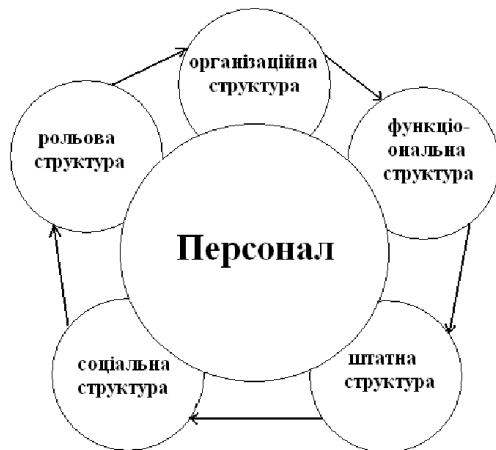 організаційна
структура
функціо-
ональна
структура
штатна
структура
соціальна
структура
рольова
структура
Персонал